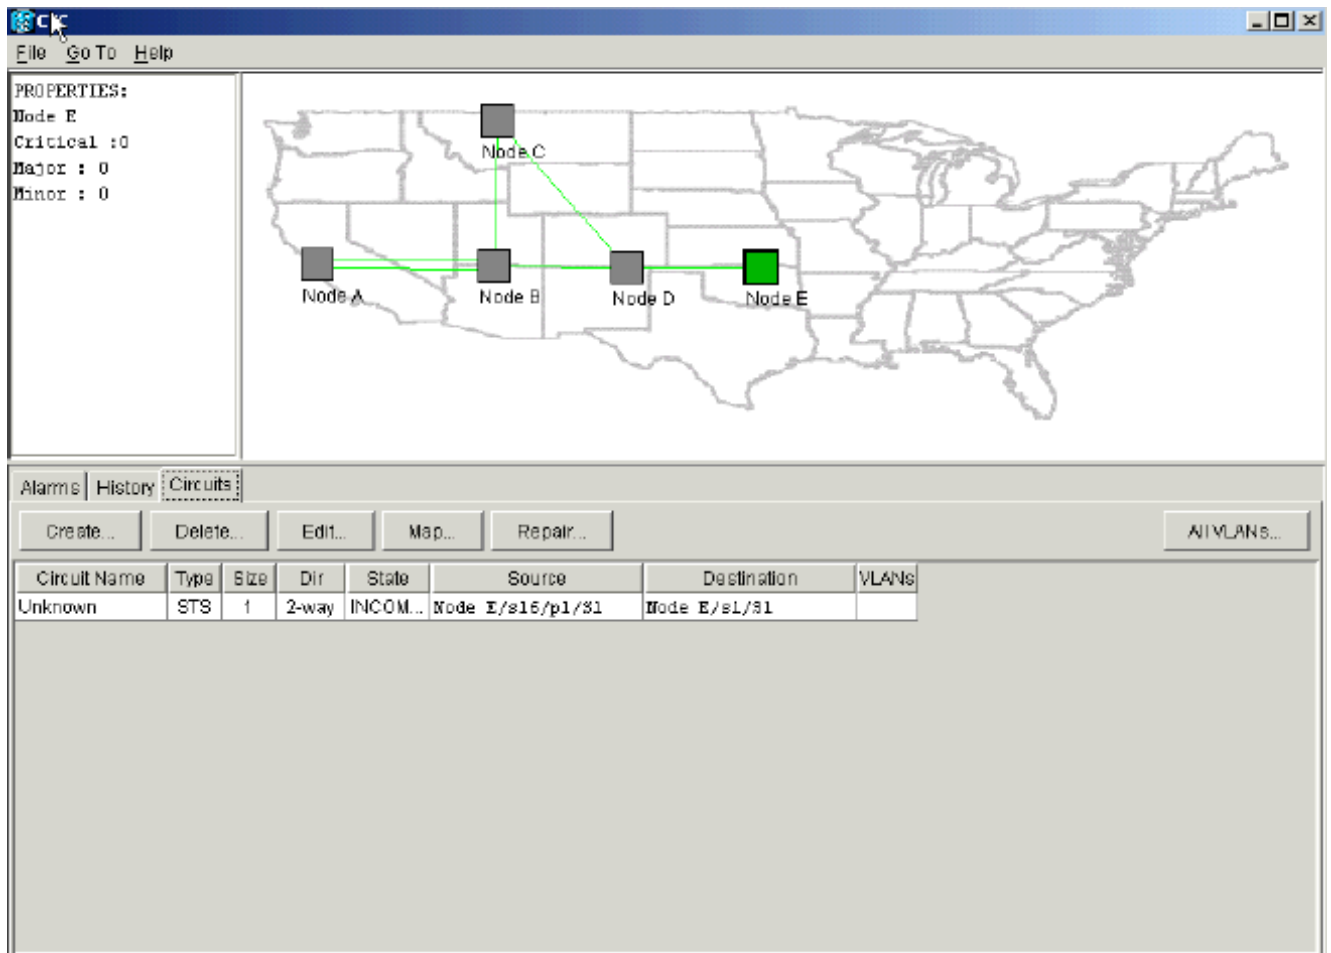 CTC
File Go To Help
PROPERTIES:
Node E
Critical :0
Major : 0
Minor : 0
Node C
Node A
Node B
Node D
Node E
Alarms History Circuits
Create... Delete... Edit... Map... Repair... All VLANs...
Circuit Name Type Size Dir State Source Destination VLANs
Unknown STS 1 2-way INCOM... Node E/s16/p1/S1 Node E/s1/S1